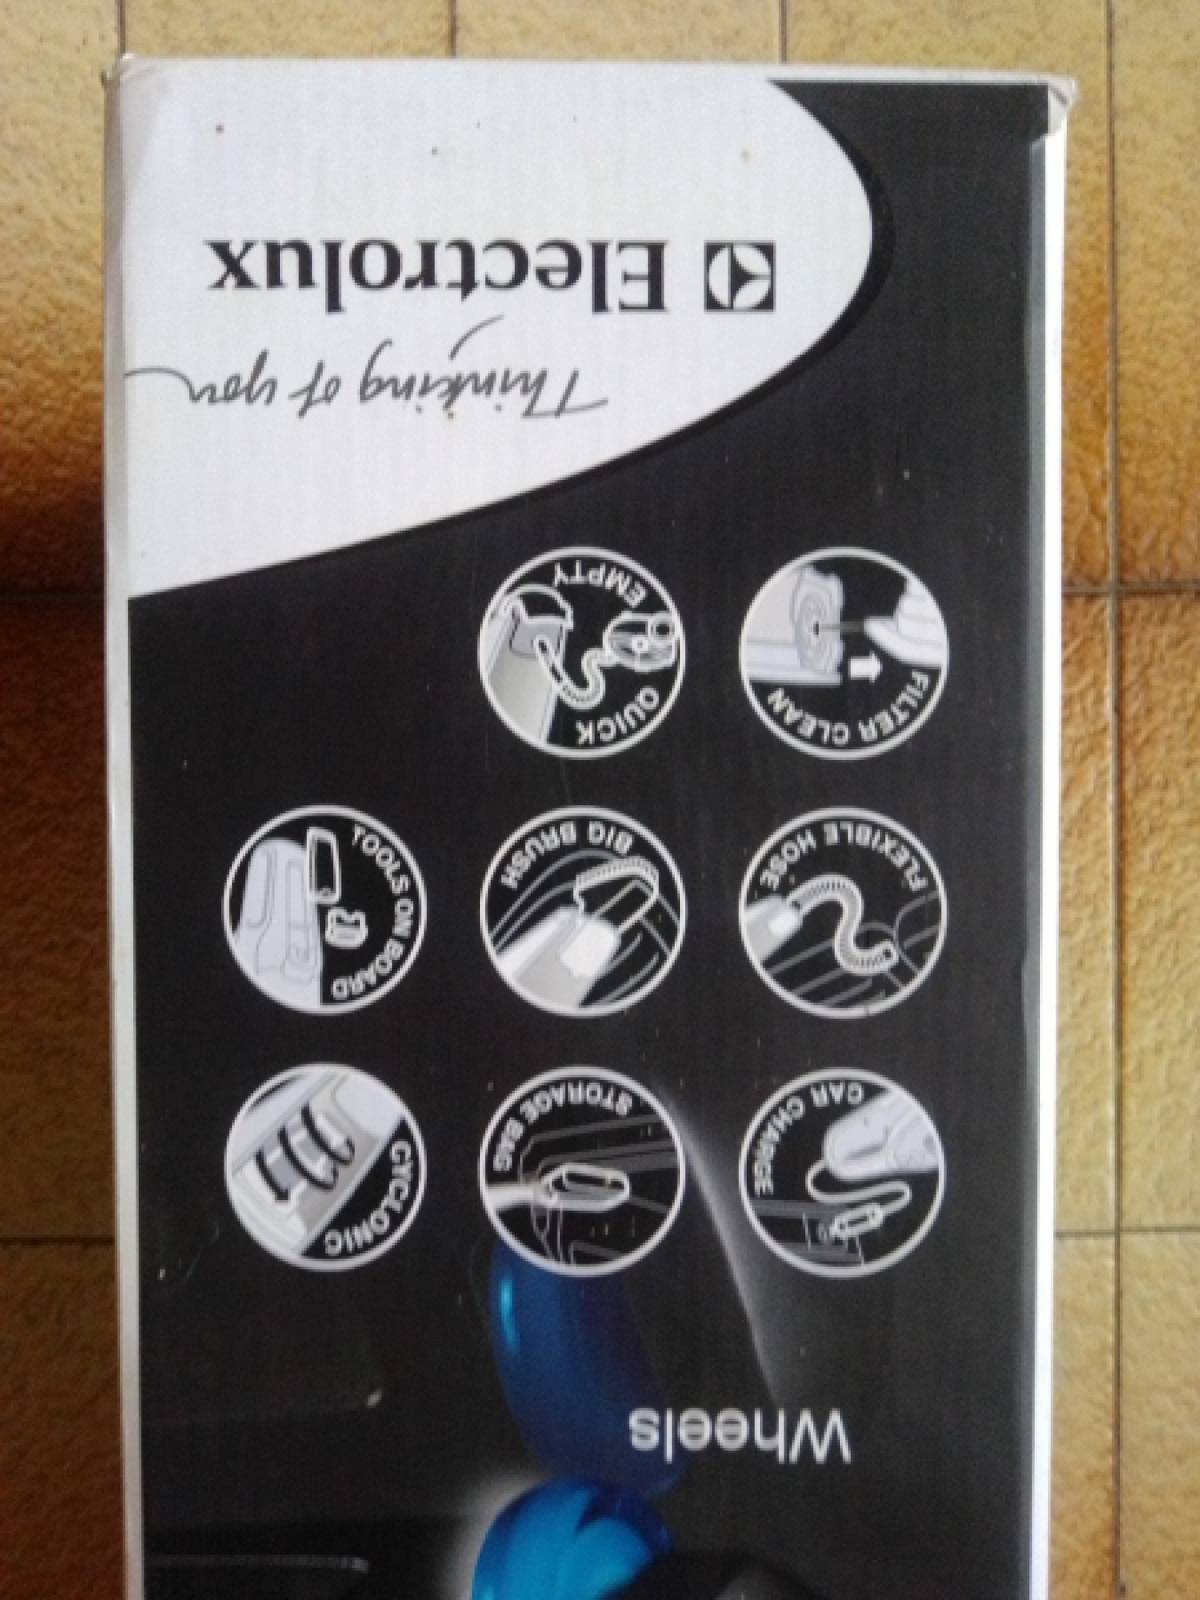 Wheels
CAR CHARGE
STORAGE BAG
CYCLONIC
FLEXIBLE HOSE
BIG BRUSH
TOOLS ON BOARD
FILTER CLEAN
QUICK EMPTY
Thinking of you
Electrolux